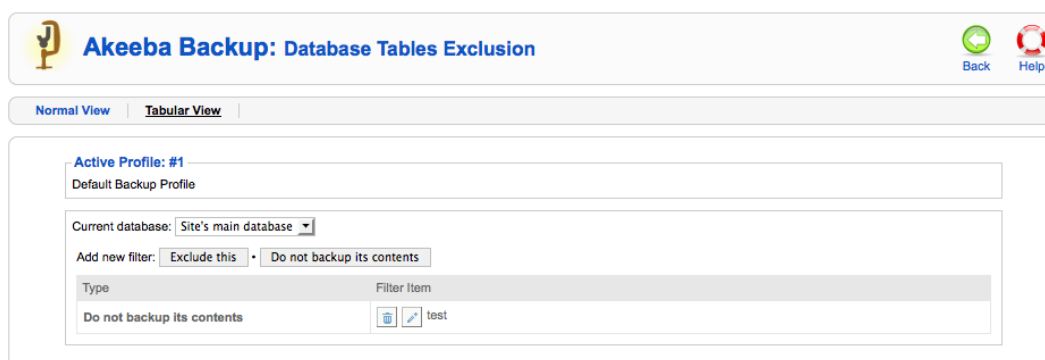 Akeeba Backup: Database Tables Exclusion
Back
Help
Normal View
Tabular View
Active Profile: #1
Default Backup Profile
Current database: Site's main database
Add new filter: Exclude this • Do not backup its contents
Type Filter Item
Do not backup its contents test